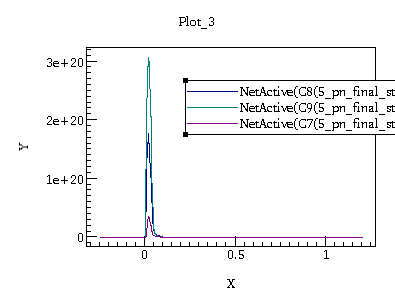 Plot_3
3e+20
2e+20
1e+20
0
Y
NetActive(C8(5_pn_final_st
NetActive(C9(5_pn_final_st
NetActive(C7(5_pn_final_st
0
0.5
1
X